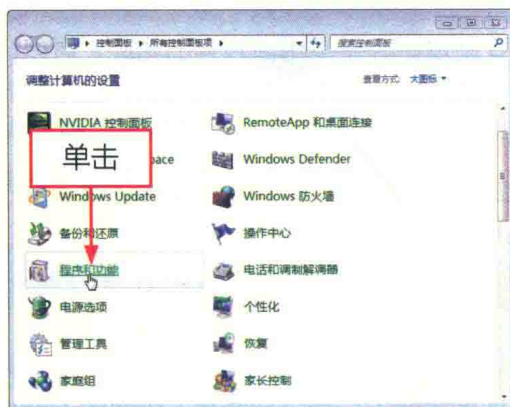 控制面板 ▸ 所有控制面板项 ▸
搜索控制面板
调整计算机的设置
查看方式: 大图标
NVIDIA 控制面板
RemoteApp 和桌面连接
单击
pace
Windows Defender
Windows Update
Windows 防火墙
备份和还原
操作中心
程序和功能
电话和调制解调器
电源选项
个性化
管理工具
恢复
家庭组
家长控制